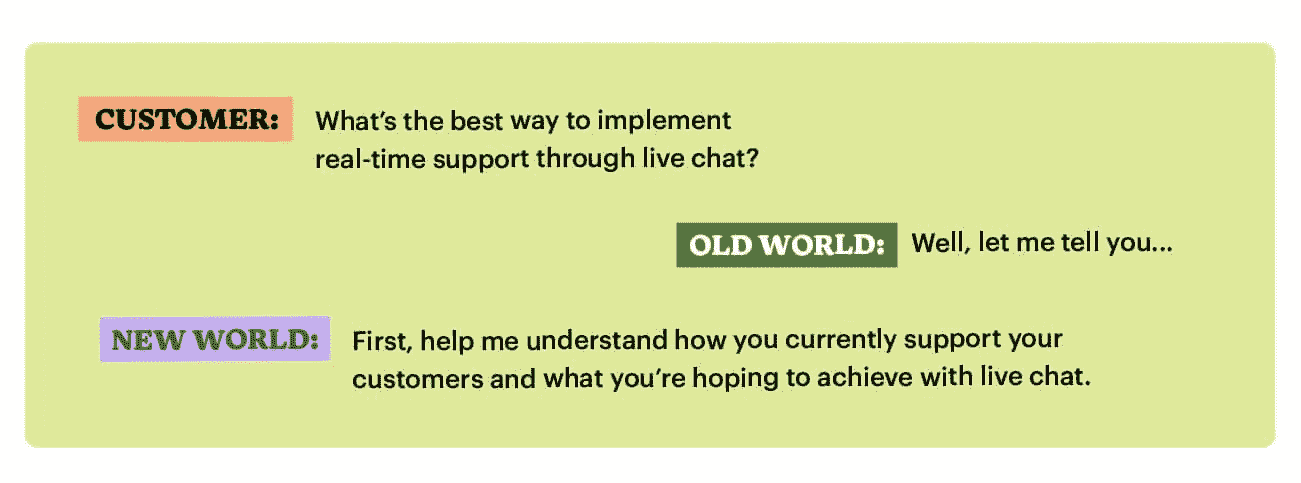 CUSTOMER: What's the best way to implement
real-time support through live chat?
OLD WORLD: Well, let me tell you...
NEW WORLD: First, help me understand how you currently support your
customers and what you're hoping to achieve with live chat.